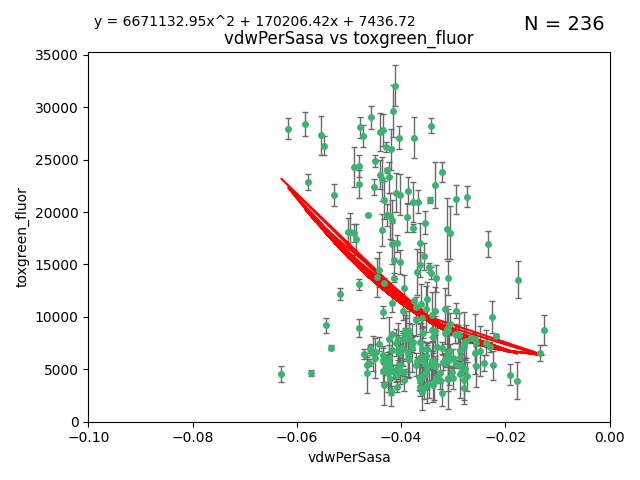 y = 6671132.95x^2 + 170206.42x + 7436.72
N = 236
vdwPerSasa vs toxgreen_fluor
35000
30000
25000
20000
15000
10000
5000
0
toxgreen_fluor
−0.10 −0.08 −0.06 −0.04 −0.02 0.00
vdwPerSasa